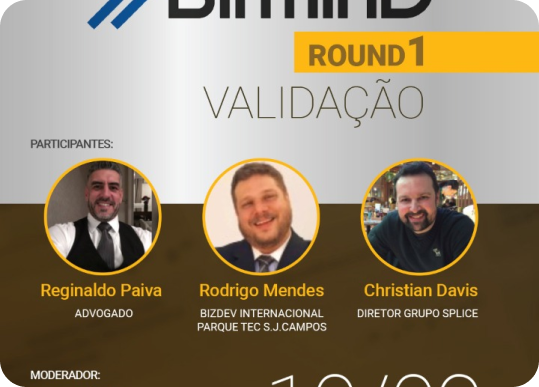 ROUND 1
VALIDAÇÃO
PARTICIPANTES:
Reginaldo Paiva
ADVOGADO
Rodrigo Mendes
BIZDEV INTERNACIONAL
PARQUE TEC S.J.CAMPOS
Christian Davis
DIRETOR GRUPO SPLICE
MODERADOR: